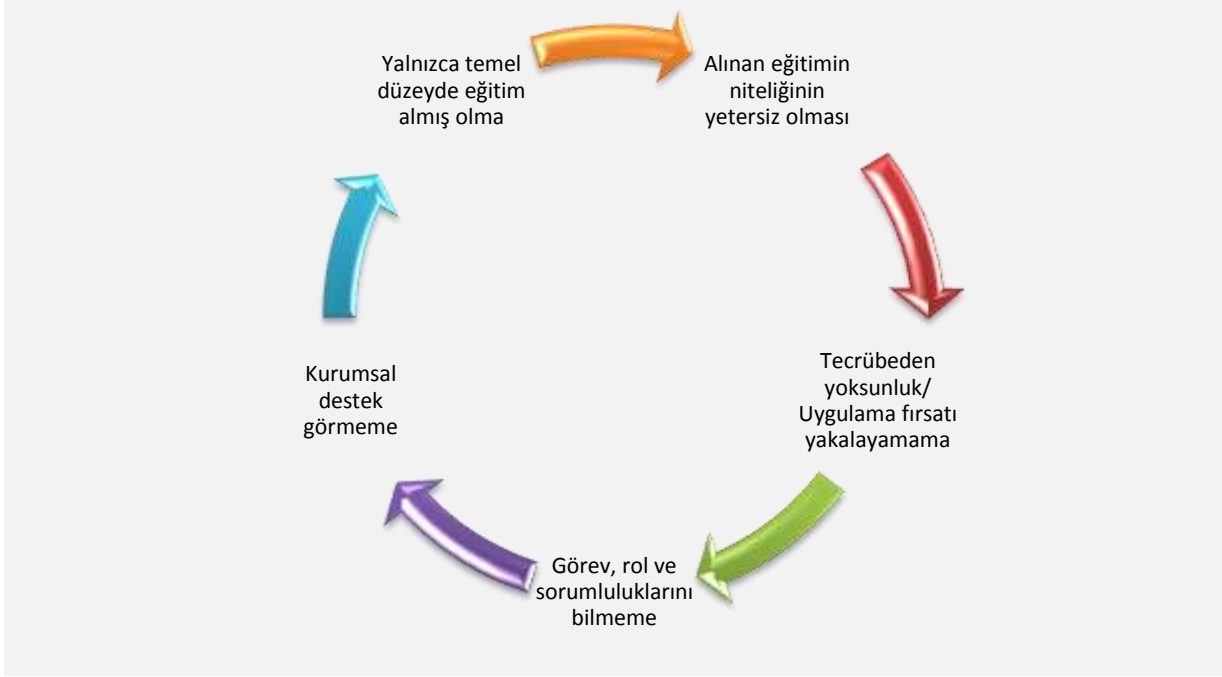 Yalnızca temel
düzeyde eğitim
almış olma
Alınan eğitimin
niteliğinin
yetersiz olması
Tecrübeden
yoksunluk/
Uygulama fırsatı
yakalayamama
Görev, rol ve
sorumluluklarını
bilmeme
Kurumsal
destek
görmeme